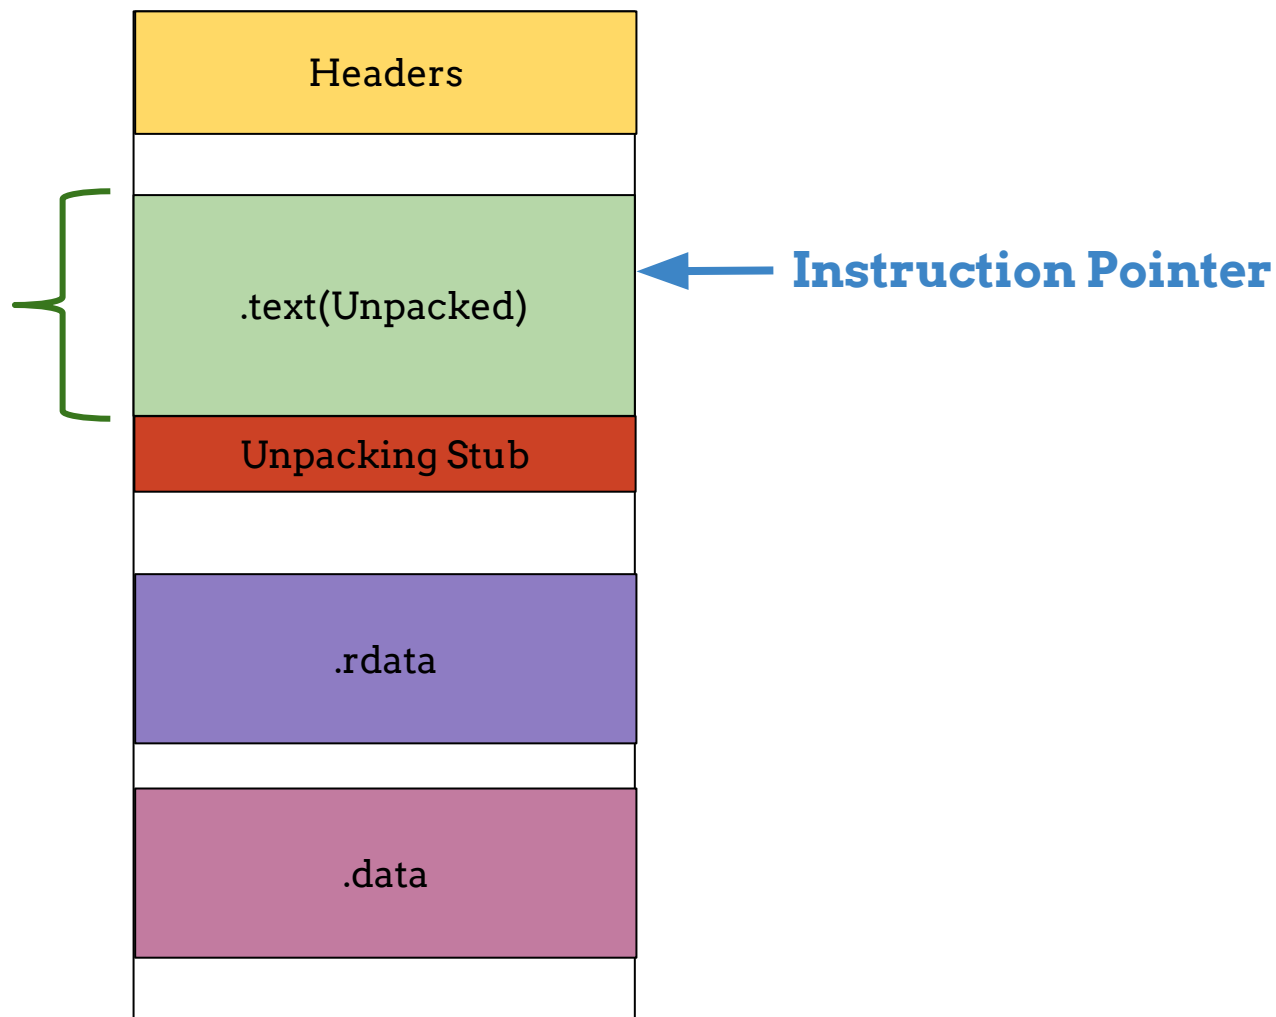 Headers
.text(Unpacked)
Instruction Pointer
Unpacking Stub
.rdata
.data